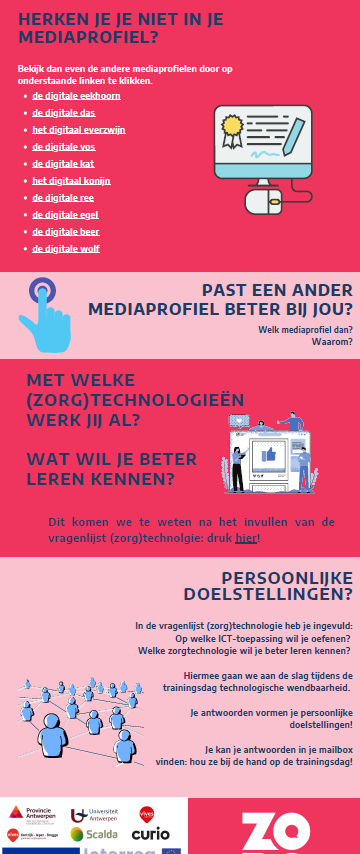 HERKEN JE JE NIET IN JE
MEDIAPROFIEL?
Bekijk dan even de andere mediaprofielen door op
onderstaande linken te klikken.
• de digitale eekhoorn
• de digitale das
• het digitaal everzwijn
• de digitale vos
• de digitale kat
• het digitaal konijn
• de digitale ree
• de digitale egel
• de digitale beer
• de digitale wolf
PAST EEN ANDER
MEDIAPROFIEL BETER BIJ JOU?
Welk mediaprofiel dan?
Waarom?
MET WELKE
(ZORG)TECHNOLOGIEËN
WERK JIJ AL?
WAT WIL JE BETER
LEREN KENNEN?
Dit komen we te weten na het invullen van de
vragenlijst (zorg)technolgie: druk hier!
PERSOONLIJKE
DOELSTELLINGEN?
In de vragenlijst (zorg)technologie heb je ingevuld:
Op welke ICT-toepassing wil je oefenen?
Welke zorgtechnologie wil je beter leren kennen?
Hiermee gaan we aan de slag tijdens de
trainingsdag technologische wendbaarheid.
Je antwoorden vormen je persoonlijke
doelstellingen!
Je kan je antwoorden in je mailbox
vinden: hou ze bij de hand op de trainingsdag!
Provincie
Antwerpen
Universiteit
Antwerpen
vives
vives
Scalda
curio
Interreg
ZO